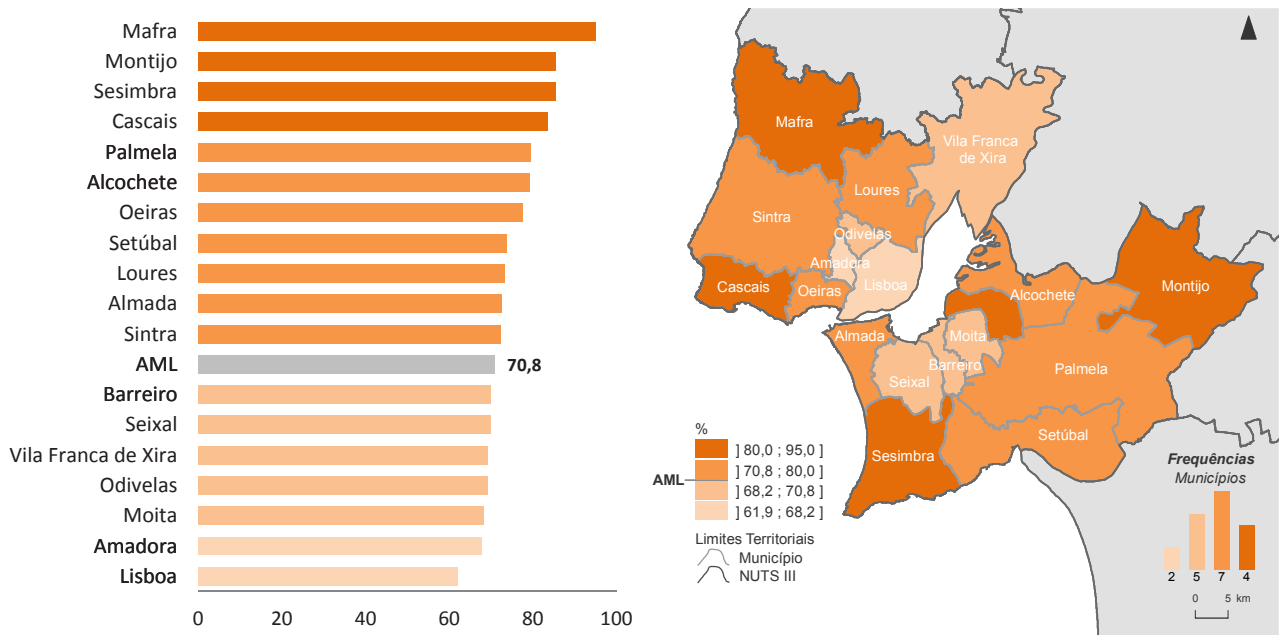 Mafra
Montijo
Sesimbra
Cascais
Palmela
Alcochete
Oeiras
Setúbal
Loures
Almada
Sintra
AML 70,8
Barreiro
Seixal
Vila Franca de Xira
Odivelas
Moita
Amadora
Lisboa
0 20 40 60 80 100
Mafra
Vila Franca
de Xira
Loures
Sintra
Odivelas
Amadora
Cascais
Oeiras
Lisboa
Montijo
Alcochete
Almada
Moita
Barreiro
Seixal
Palmela
Setúbal
Sesimbra
%
] 80,0 ; 95,0 ]
] 70,8 ; 80,0 ]
AML
] 68,2 ; 70,8 ]
] 61,9 ; 68,2 ]
Limites Territoriais
Município
NUTS III
Frequências
Municípios
2 5 7 4
0 5 km